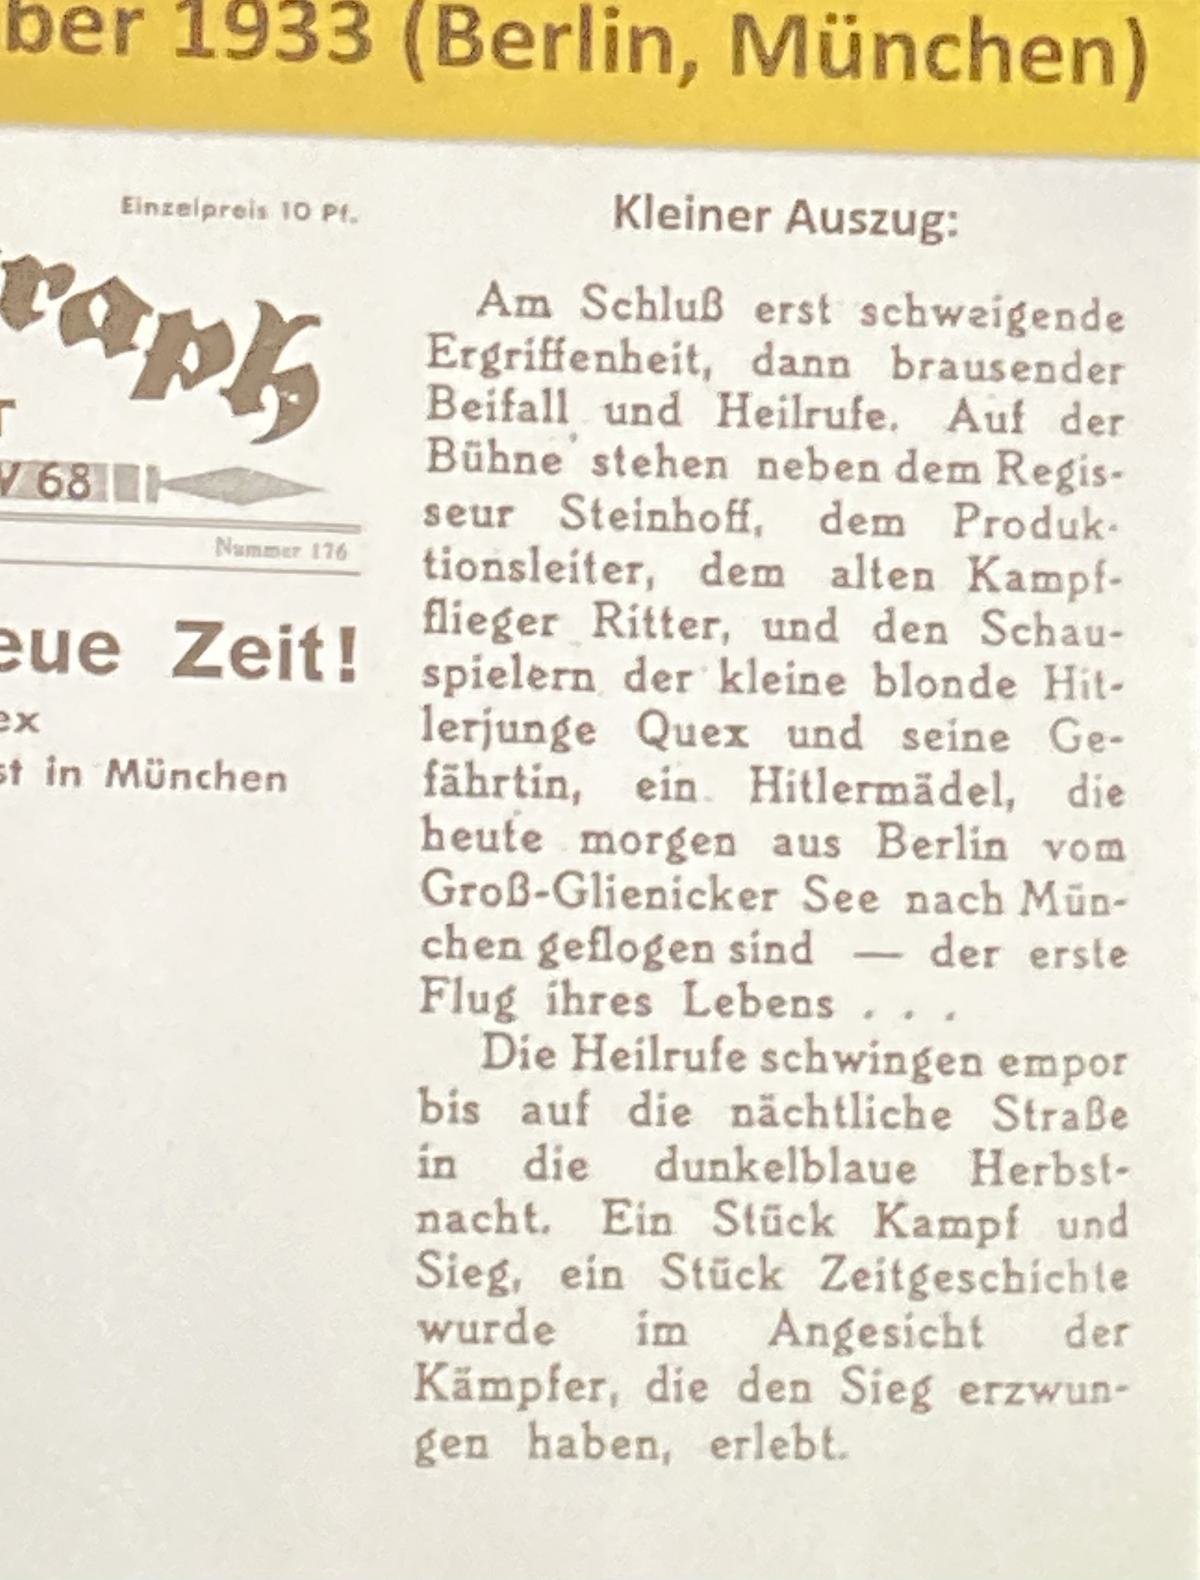 ber 1933 (Berlin, München)
Einzelpreis 10 Pf.
raph
T
W 68
Nummer 176
eue Zeit!
ex
st in München
Kleiner Auszug:
Am Schluß erst schweigende
Ergriffenheit, dann brausender
Beifall und Heilrufe. Auf der
Bühne stehen neben dem Regis-
seur Steinhoff, dem Produk-
tionsleiter, dem alten Kampf-
flieger Ritter, und den Schau-
spielern der kleine blonde Hit-
lerjunge Quex und seine Ge-
fährtin, ein Hitlermädel, die
heute morgen aus Berlin vom
Groß-Glienicker See nach Mün-
chen geflogen sind — der erste
Flug ihres Lebens . . .
Die Heilrufe schwingen empor
bis auf die nächtliche Straße
in die dunkelblaue Herbst-
nacht. Ein Stück Kampf und
Sieg, ein Stück Zeitgeschichte
wurde im Angesicht der
Kämpfer, die den Sieg erzwun-
gen haben, erlebt.